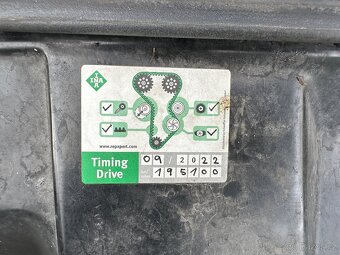 INA
www.repxpert.com
Timing 09 / 2022
Drive 195100